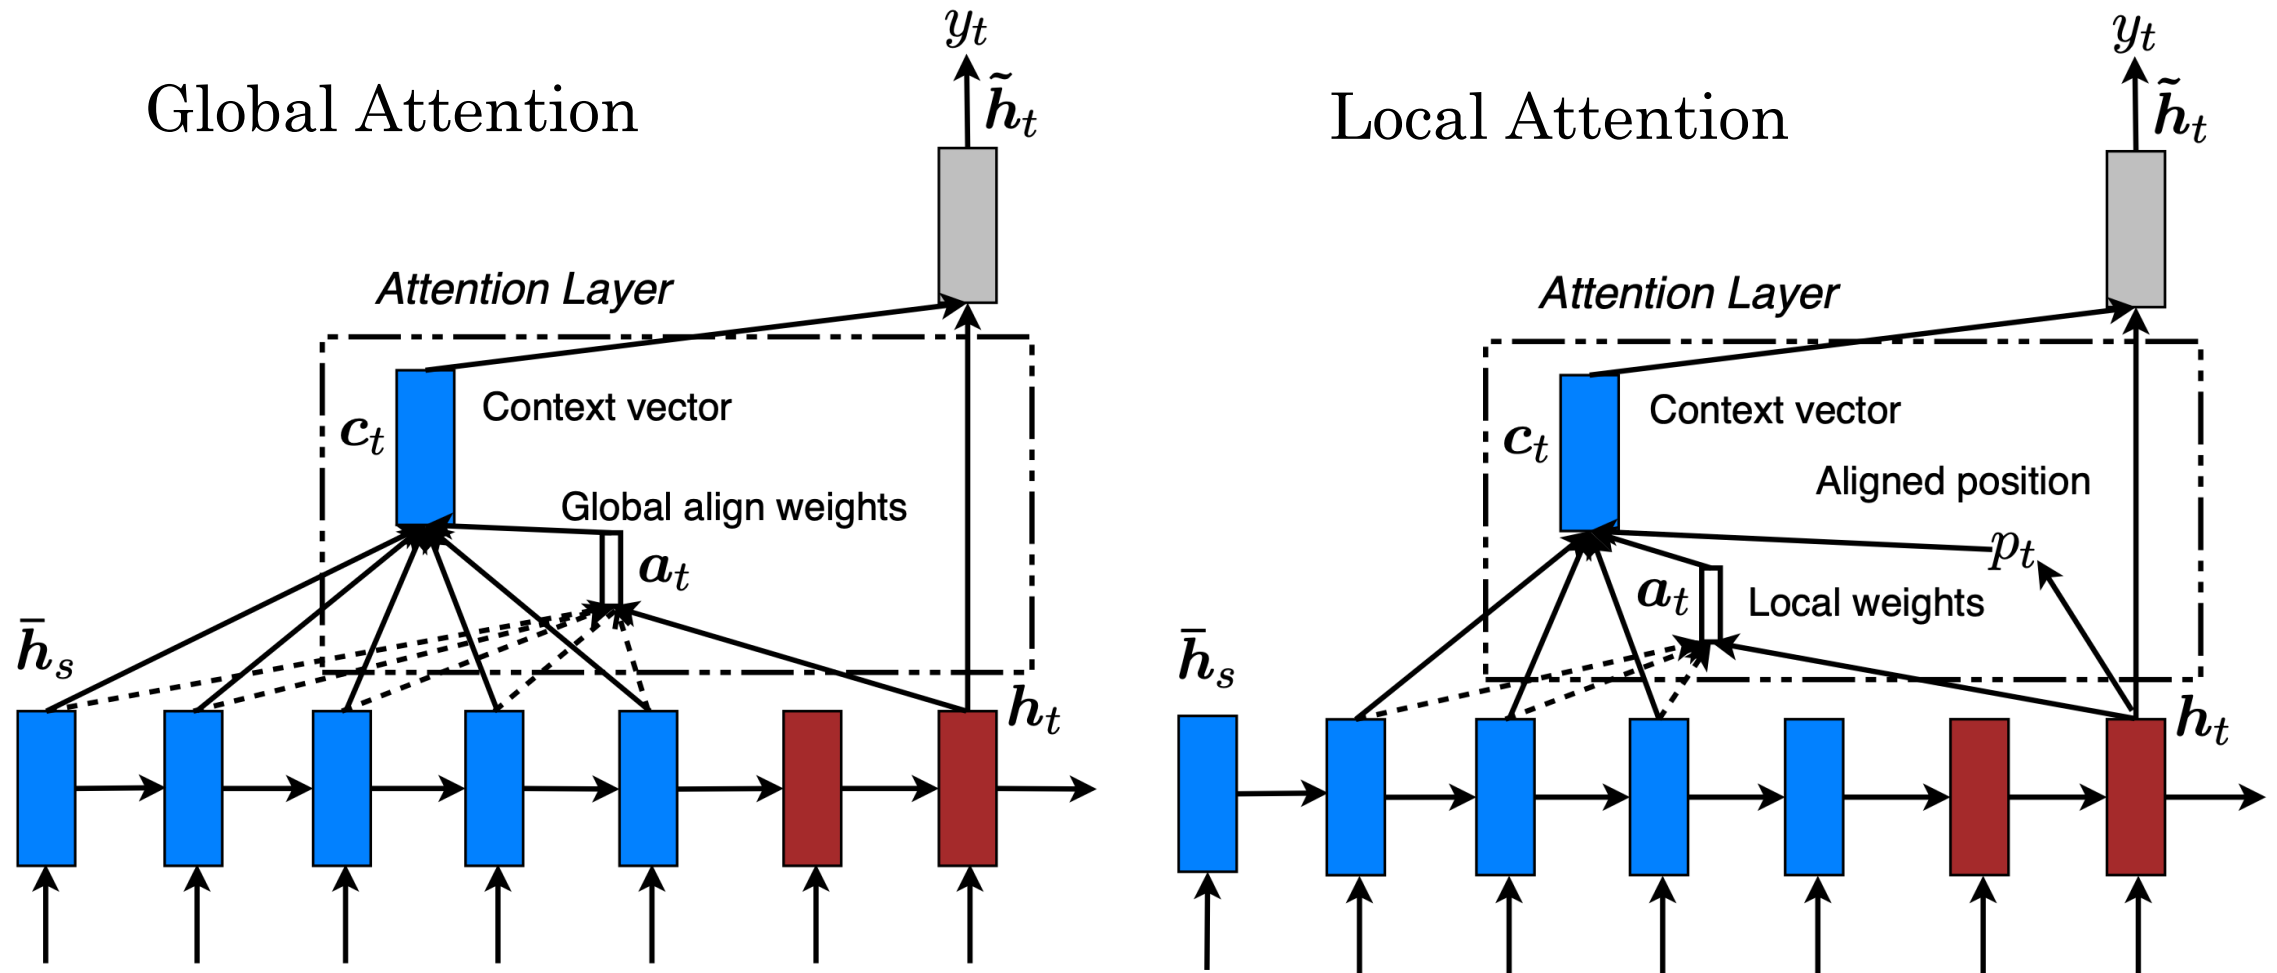 Global Attention
y_t
h̃_t
Attention Layer
c_t
Context vector
Global align weights
a_t
h̄_s
h_t
Local Attention
y_t
h̃_t
Attention Layer
c_t
Context vector
Aligned position
p_t
a_t
Local weights
h̄_s
h_t